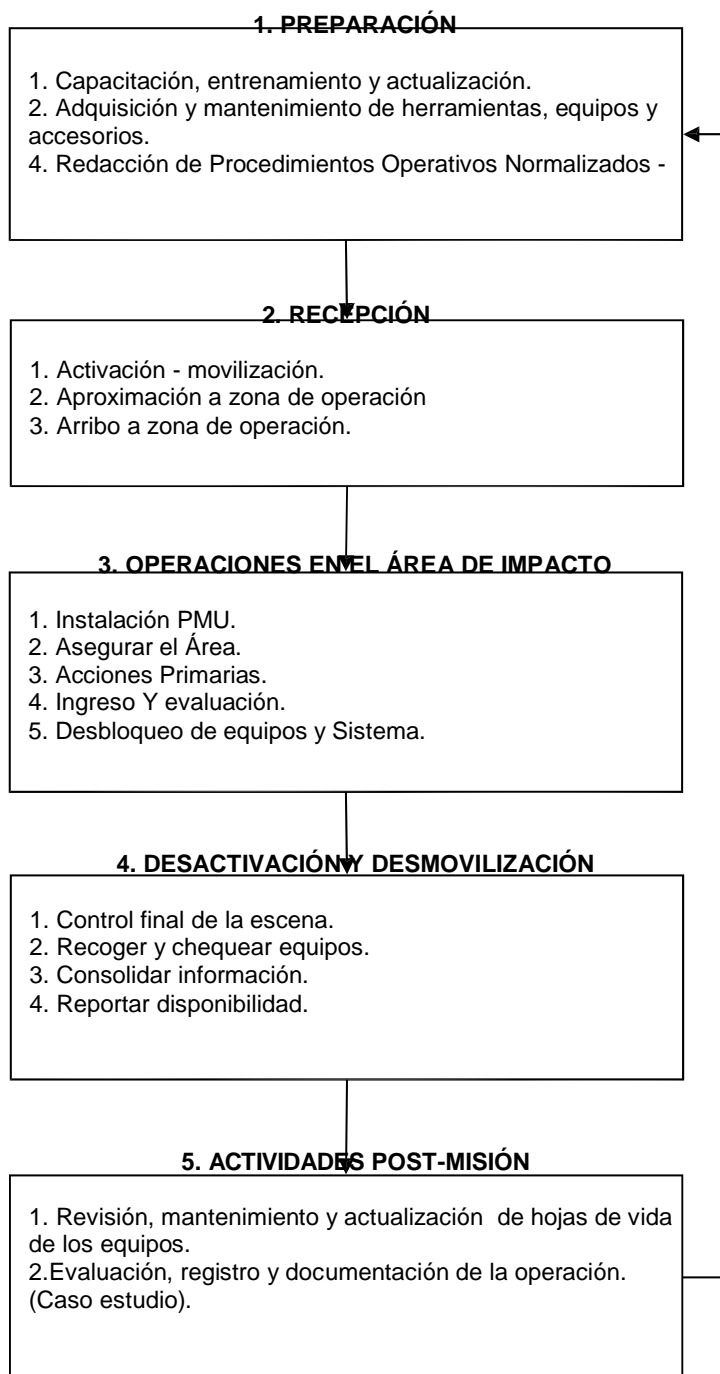 1. PREPARACIÓN
1. Capacitación, entrenamiento y actualización.
2. Adquisición y mantenimiento de herramientas, equipos y
accesorios.
4. Redacción de Procedimientos Operativos Normalizados -
2. RECEPCIÓN
1. Activación - movilización.
2. Aproximación a zona de operación
3. Arribo a zona de operación.
3. OPERACIONES EN EL ÁREA DE IMPACTO
1. Instalación PMU.
2. Asegurar el Área.
3. Acciones Primarias.
4. Ingreso Y evaluación.
5. Desbloqueo de equipos y Sistema.
4. DESACTIVACIÓN Y DESMOVILIZACIÓN
1. Control final de la escena.
2. Recoger y chequear equipos.
3. Consolidar información.
4. Reportar disponibilidad.
5. ACTIVIDADES POST-MISIÓN
1. Revisión, mantenimiento y actualización  de hojas de vida
de los equipos.
2.Evaluación, registro y documentación de la operación.
(Caso estudio).